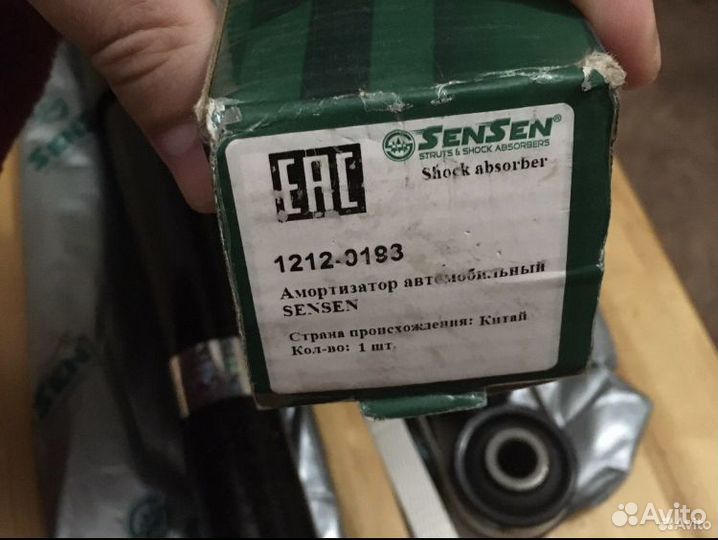 SENSEN®
STRUTS & SHOCK ABSORBERS
Shock absorber
EAC
1212-0183
Амортизатор автомобильный
SENSEN
Страна происхождения: Китай
Кол-во: 1 шт.
SENSEN
Avito